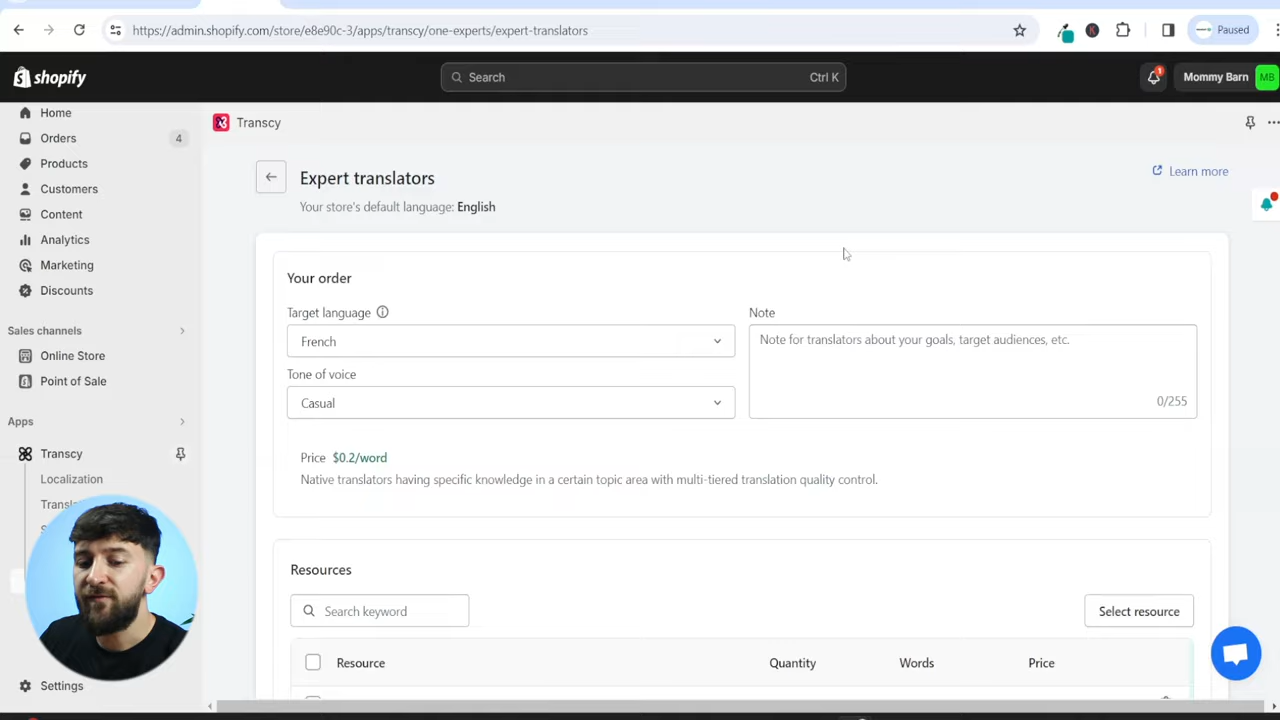 https://admin.shopify.com/store/e8e90c-3/apps/transcy/one-experts/expert-translators
Paused
shopify
Search
Ctrl K
1
Mommy Barn
MB
Home
Orders
4
Products
Customers
Content
Analytics
Marketing
Discounts
Sales channels
Online Store
Point of Sale
Apps
Transcy
Localization
Settings
Transcy
Expert translators
Learn more
Your store's default language: English
Your order
Target language
French
Tone of voice
Casual
Note
Note for translators about your goals, target audiences, etc.
0/255
Price $0.2/word
Native translators having specific knowledge in a certain topic area with multi-tiered translation quality control.
Resources
Search keyword
Select resource
Resource
Quantity
Words
Price